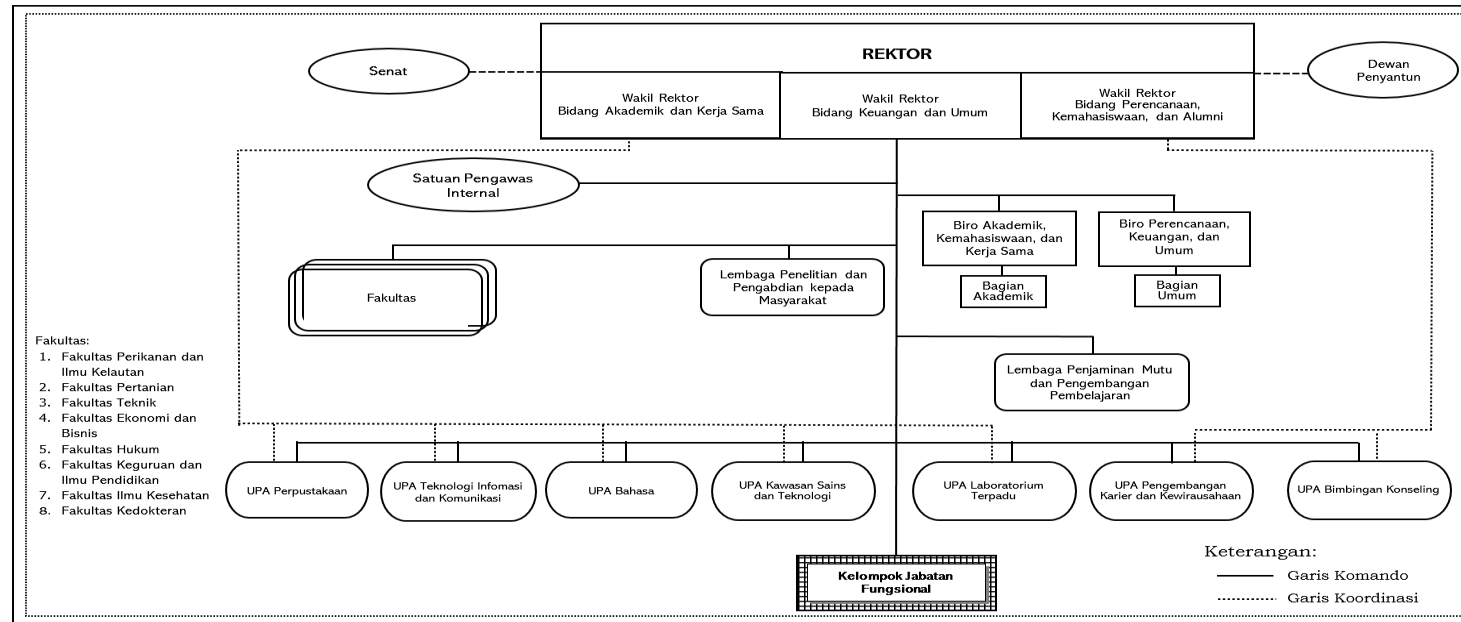 REKTOR
Senat
Dewan
Penyantun
Wakil Rektor
Bidang Akademik dan Kerja Sama
Wakil Rektor
Bidang Keuangan dan Umum
Wakil Rektor
Bidang Perencanaan,
Kemahasiswaan, dan Alumni
Satuan Pengawas
Internal
Biro Akademik,
Kemahasiswaan, dan
Kerja Sama
Biro Perencanaan,
Keuangan, dan
Umum
Bagian
Akademik
Bagian
Umum
Fakultas
Lembaga Penelitian dan
Pengabdian kepada
Masyarakat
Lembaga Penjaminan Mutu
dan Pengembangan
Pembelajaran
Fakultas:
1. Fakultas Perikanan dan
Ilmu Kelautan
2. Fakultas Pertanian
3. Fakultas Teknik
4. Fakultas Ekonomi dan
Bisnis
5. Fakultas Hukum
6. Fakultas Keguruan dan
Ilmu Pendidikan
7. Fakultas Ilmu Kesehatan
8. Fakultas Kedokteran
UPA Perpustakaan
UPA Teknologi Infomasi
dan Komunikasi
UPA Bahasa
UPA Kawasan Sains
dan Teknologi
UPA Laboratorium
Terpadu
UPA Pengembangan
Karier dan Kewirausahaan
UPA Bimbingan Konseling
Kelompok Jabatan
Fungsional
Keterangan:
Garis Komando
Garis Koordinasi